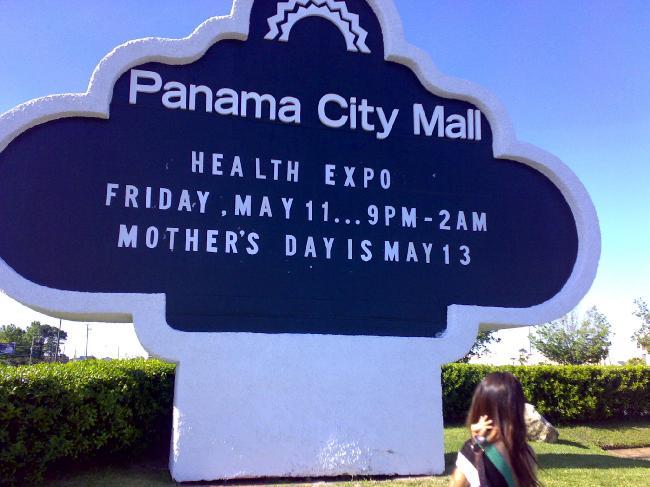 Panama City Mall
HEALTH EXPO
FRIDAY, MAY 11...9PM-2AM
MOTHER'S DAY IS MAY 13